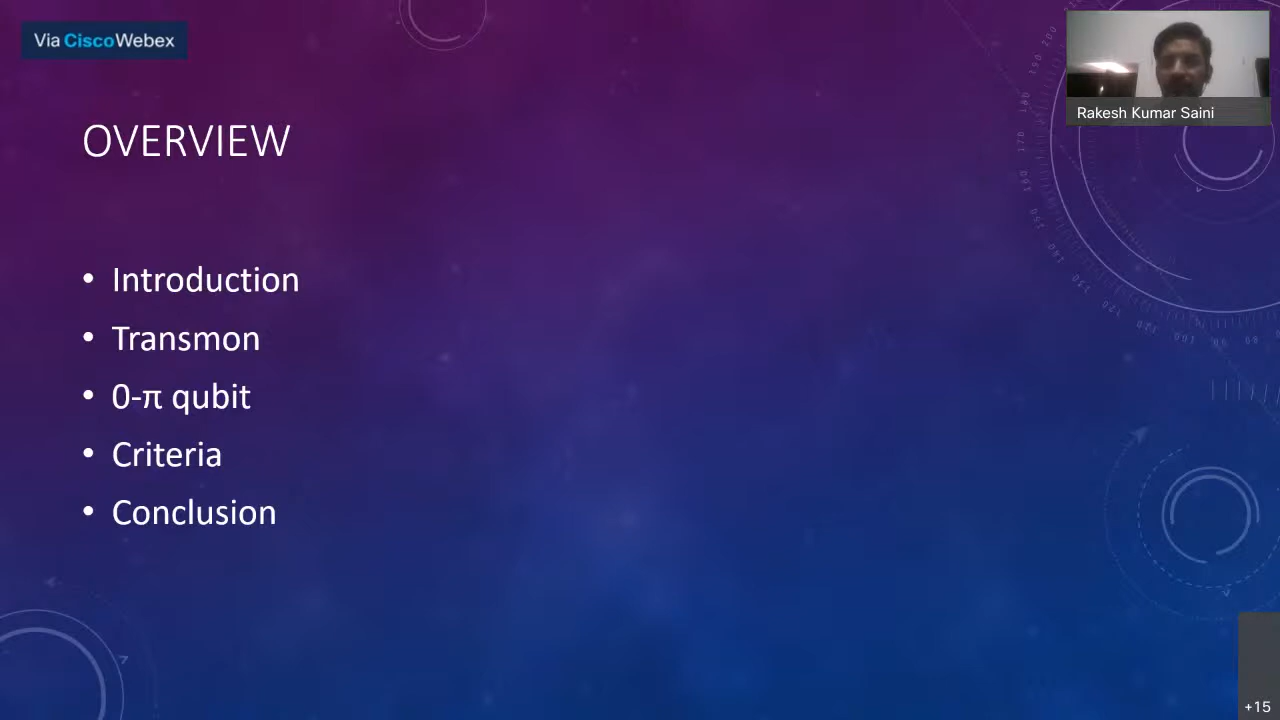 Via CiscoWebex
Rakesh Kumar Saini
OVERVIEW
• Introduction
• Transmon
• 0-π qubit
• Criteria
• Conclusion
+15